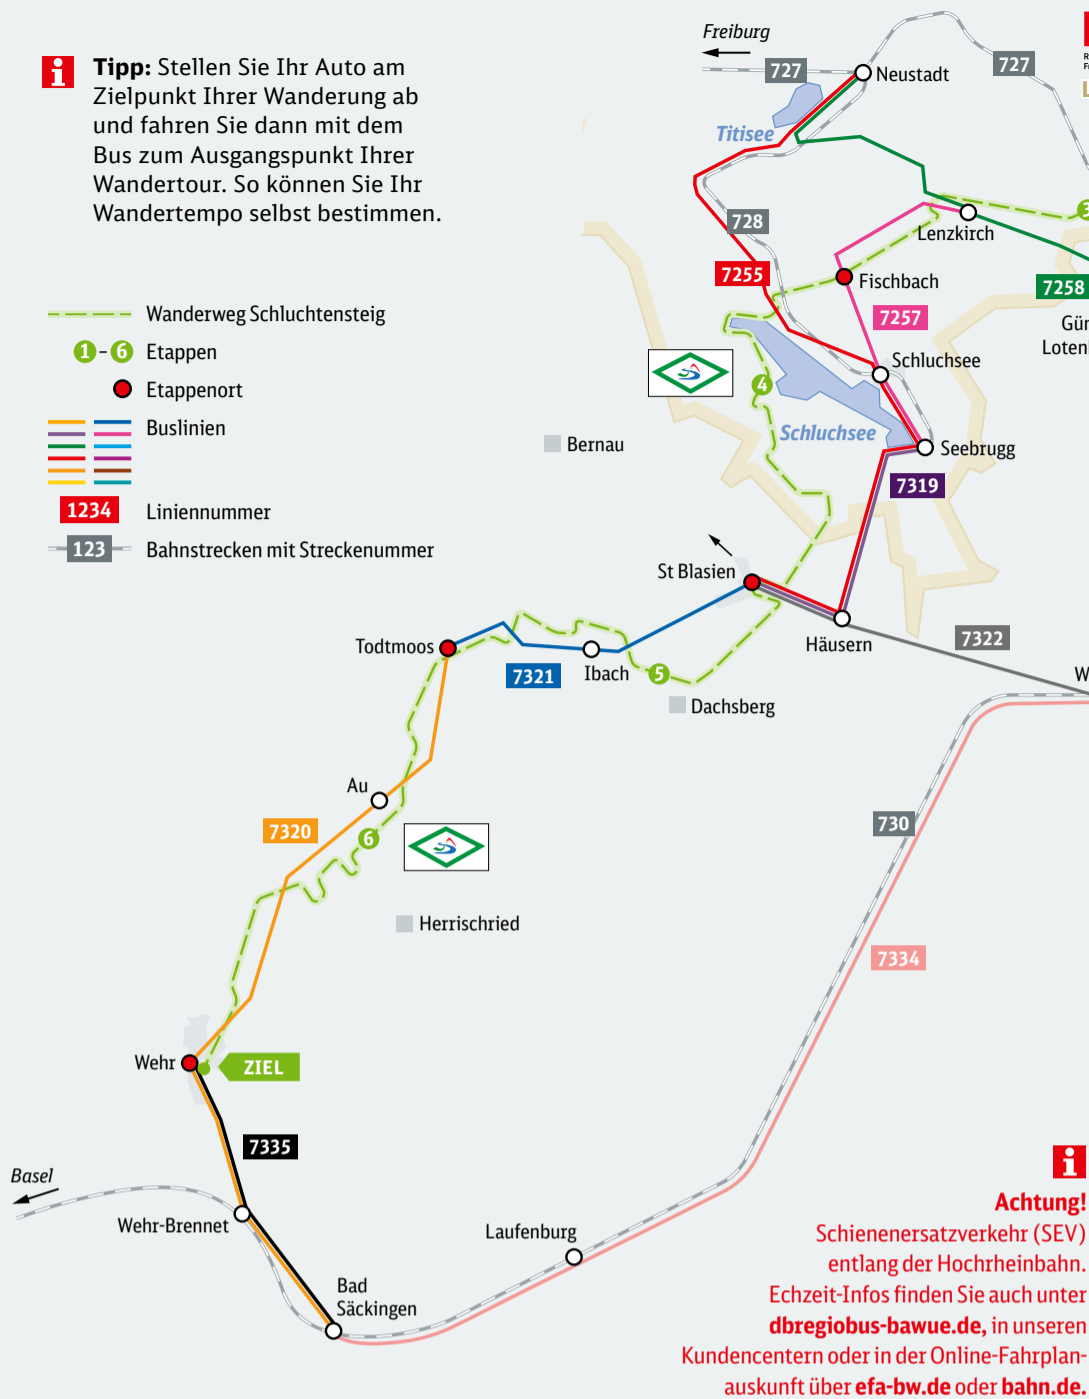 Tipp: Stellen Sie Ihr Auto am
Zielpunkt Ihrer Wanderung ab
und fahren Sie dann mit dem
Bus zum Ausgangspunkt Ihrer
Wandertour. So können Sie Ihr
Wandertempo selbst bestimmen.
Wanderweg Schluchtensteig
1 - 6 Etappen
Etappenort
Buslinien
1234 Liniennummer
123 Bahnstrecken mit Streckenummer
Freiburg
727
Neustadt
727
Titisee
728
Lenzkirch
3
7255
Fischbach
7258
7257
Schluchsee
4
Schluchsee
Bernau
Seebrugg
7319
St Blasien
Häusern
7322
Todtmoos
7321
Ibach
5
Dachsberg
Au
7320
6
730
Herrischried
7334
Wehr
ZIEL
7335
Basel
Wehr-Brennet
Laufenburg
Bad
Säckingen
Achtung!
Schienenersatzverkehr (SEV)
entlang der Hochrheinbahn.
Echzeit-Infos finden Sie auch unter
dbregiobus-bawue.de, in unseren
Kundencentern oder in der Online-Fahrplan-
auskunft über efa-bw.de oder bahn.de.